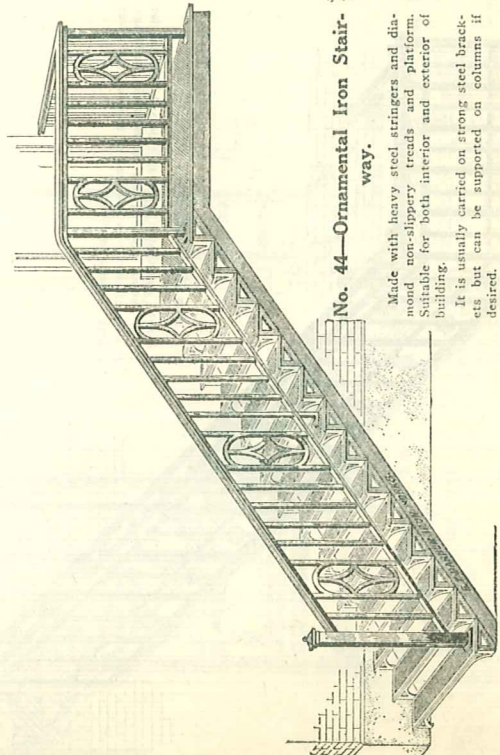 No. 44—Ornamental Iron Stair-
way.
Made with heavy steel stringers and dia-
mond non-slippery treads and platform.
Suitable for both interior and exterior of
building.
It is usually carried on strong steel brack-
ets but can be supported on columns if
desired.